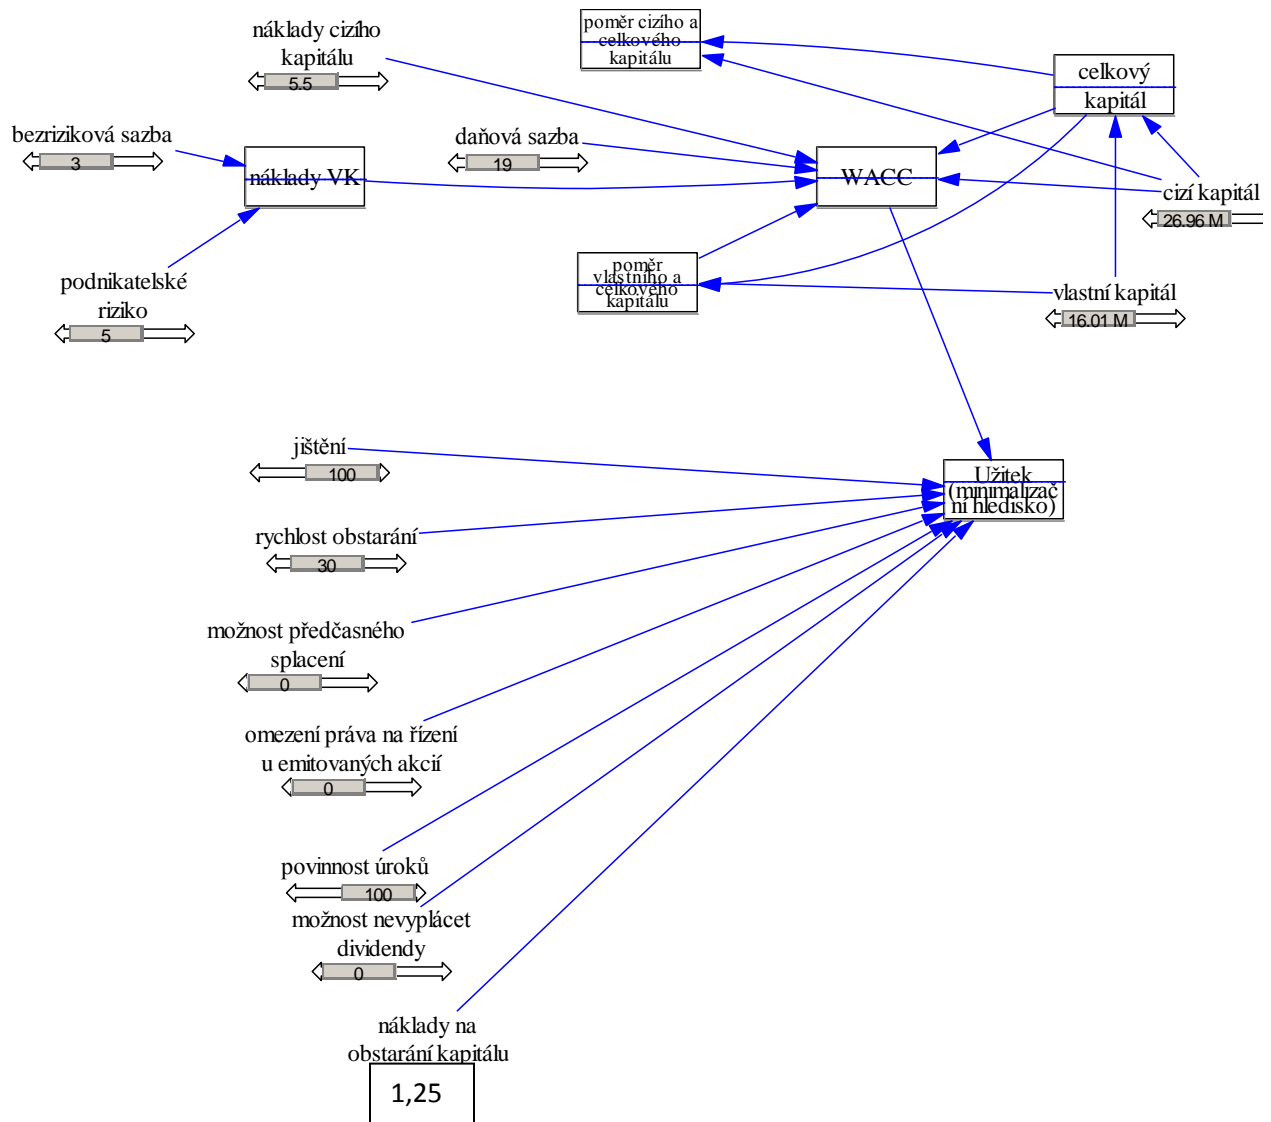 náklady cizího
kapitálu
5.5
poměr cizího a
celkového
kapitálu
celkový
kapitál
bezriziková sazba
3
daňová sazba
19
náklady VK
WACC
cizí kapitál
26.96 M
podnikatelské
riziko
5
poměr
vlastního a
celkového
kapitálu
vlastní kapitál
16.01 M
jištění
100
Užitek
(minimalizač
ní hledisko)
rychlost obstarání
30
možnost předčasného
splacení
0
omezení práva na řízení
u emitovaných akcií
0
povinnost úroků
100
možnost nevyplácet
dividendy
0
náklady na
obstarání kapitálu
1,25